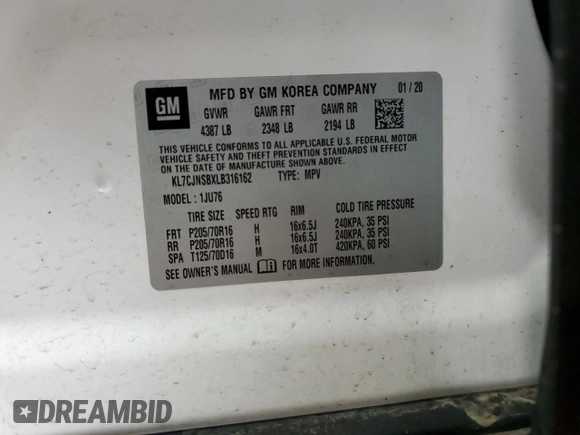 GM
MFD BY GM KOREA COMPANY 01/20
GVWR GAWR FRT GAWR RR
4387 LB 2348 LB 2194 LB
THIS VEHICLE CONFORMS TO ALL APPLICABLE U.S. FEDERAL MOTOR
VEHICLE SAFETY AND THEFT PREVENTION STANDARDS IN EFFECT ON
THE DATE OF MANUFACTURE SHOWN ABOVE.
KL7CJNSBXLB316162 TYPE: MPV
MODEL: 1JU76
TIRE SIZE SPEED RTG RIM COLD TIRE PRESSURE
FRT P205/70R16 H 16x6.5J 240KPA, 35 PSI
RR P205/70R16 H 16x6.5J 240KPA, 35 PSI
SPA T125/70D16 M 16x4.0T 420KPA, 60 PSI
SEE OWNER'S MANUAL FOR MORE INFORMATION.
DREAMBID